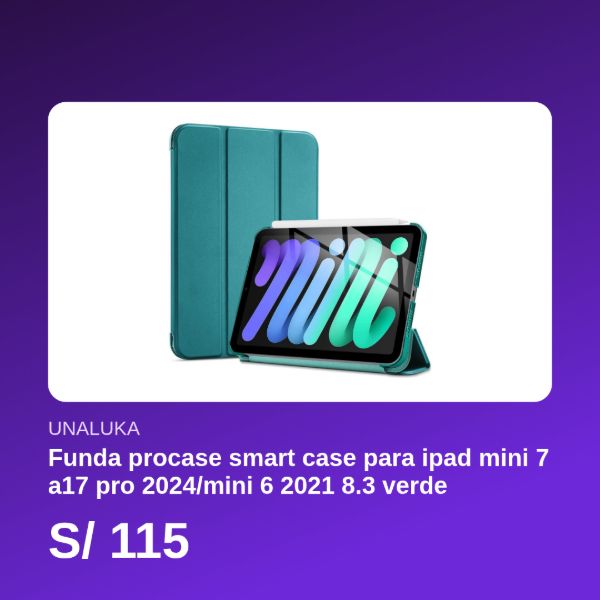 UNALUKA
Funda procase smart case para ipad mini 7
a17 pro 2024/mini 6 2021 8.3 verde
S/ 115